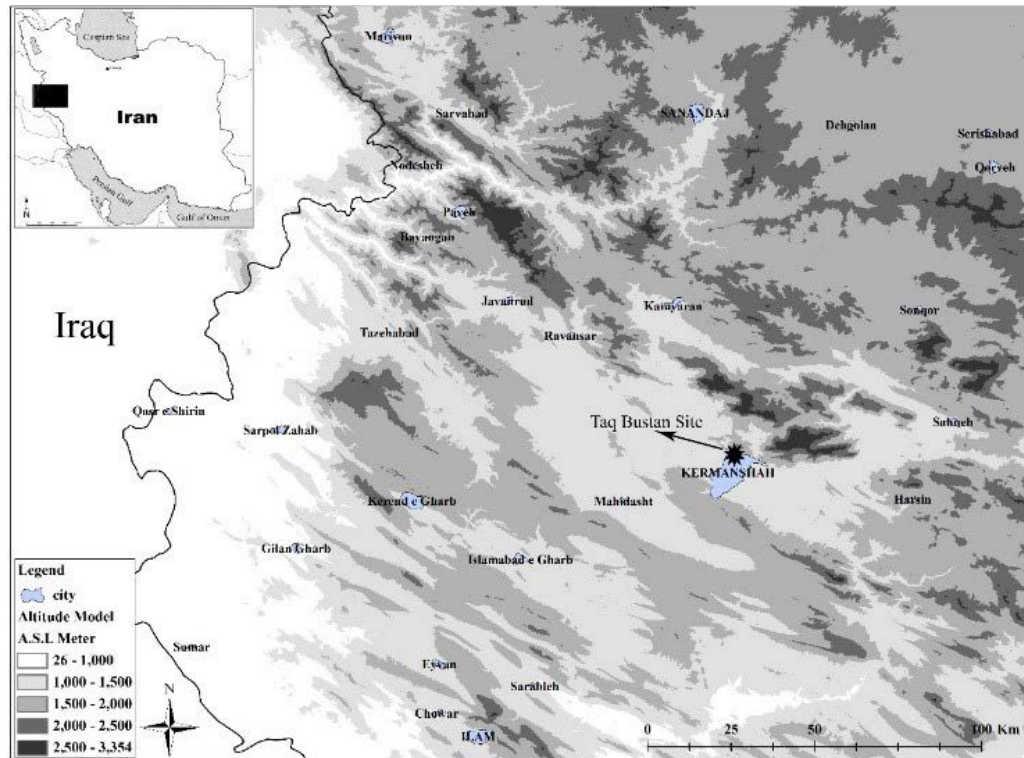 Caspian Sea
Iran
Persian Gulf
Gulf of Oman
N
Marivan
Sarvabad
SANANDAJ
Dehgolan
Serishabad
Qorveh
Nodesheh
Paveh
Bayangan
Javanrud
Kamyaran
Sonqor
Iraq
Tazehabad
Ravansar
Qasr e Shirin
Sarpol Zahab
Taq Bustan Site
Sahneh
KERMANSHAH
Kerend e Gharb
Mahidasht
Harsin
Gilan Gharb
Islamabad e Gharb
Legend
city
Altitude Model
A.S.L Meter
26 - 1,000
1,000 - 1,500
1,500 - 2,000
2,000 - 2,500
2,500 - 3,354
Sumar
N
Eyvan
Sarableh
Chowar
ILAM
0 25 50 100 Km